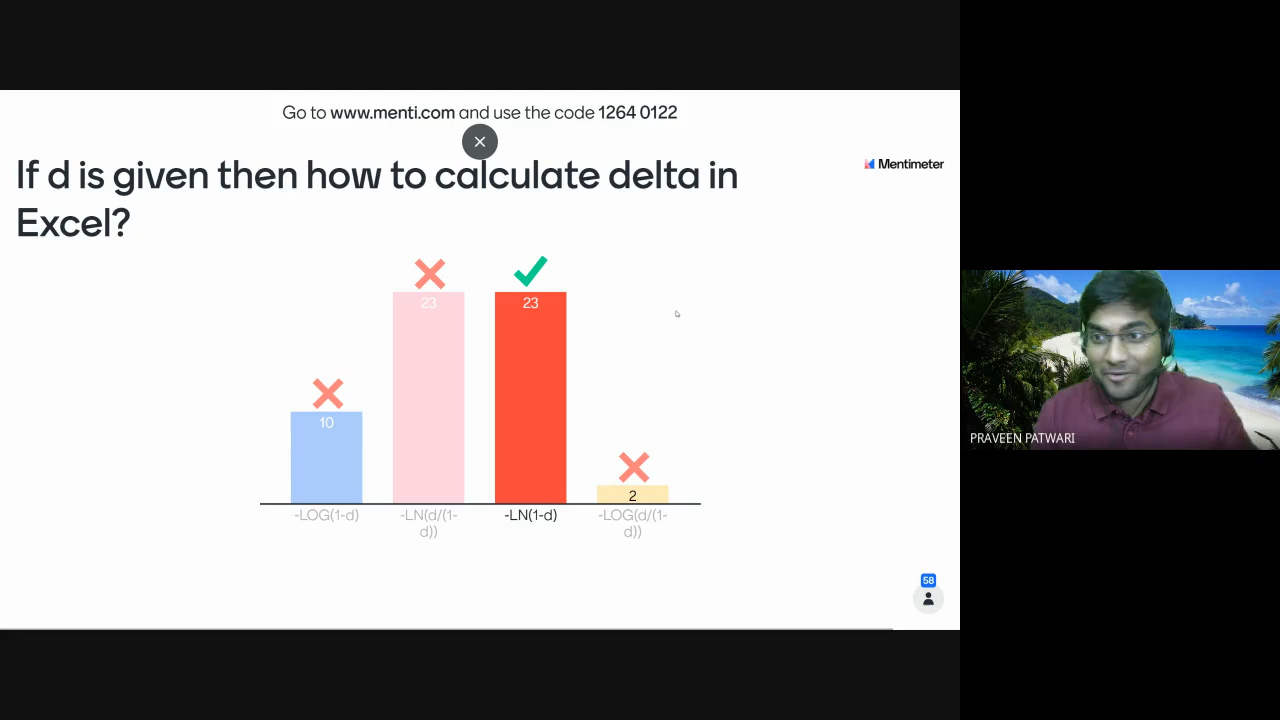 Go to www.menti.com and use the code 1264 0122
If d is given then how to calculate delta in
Excel?
Mentimeter
10
23
23
2
-LOG(1-d)
-LN(d/(1-
d))
-LN(1-d)
-LOG(d/(1-
d))
58
PRAVEEN PATWARI